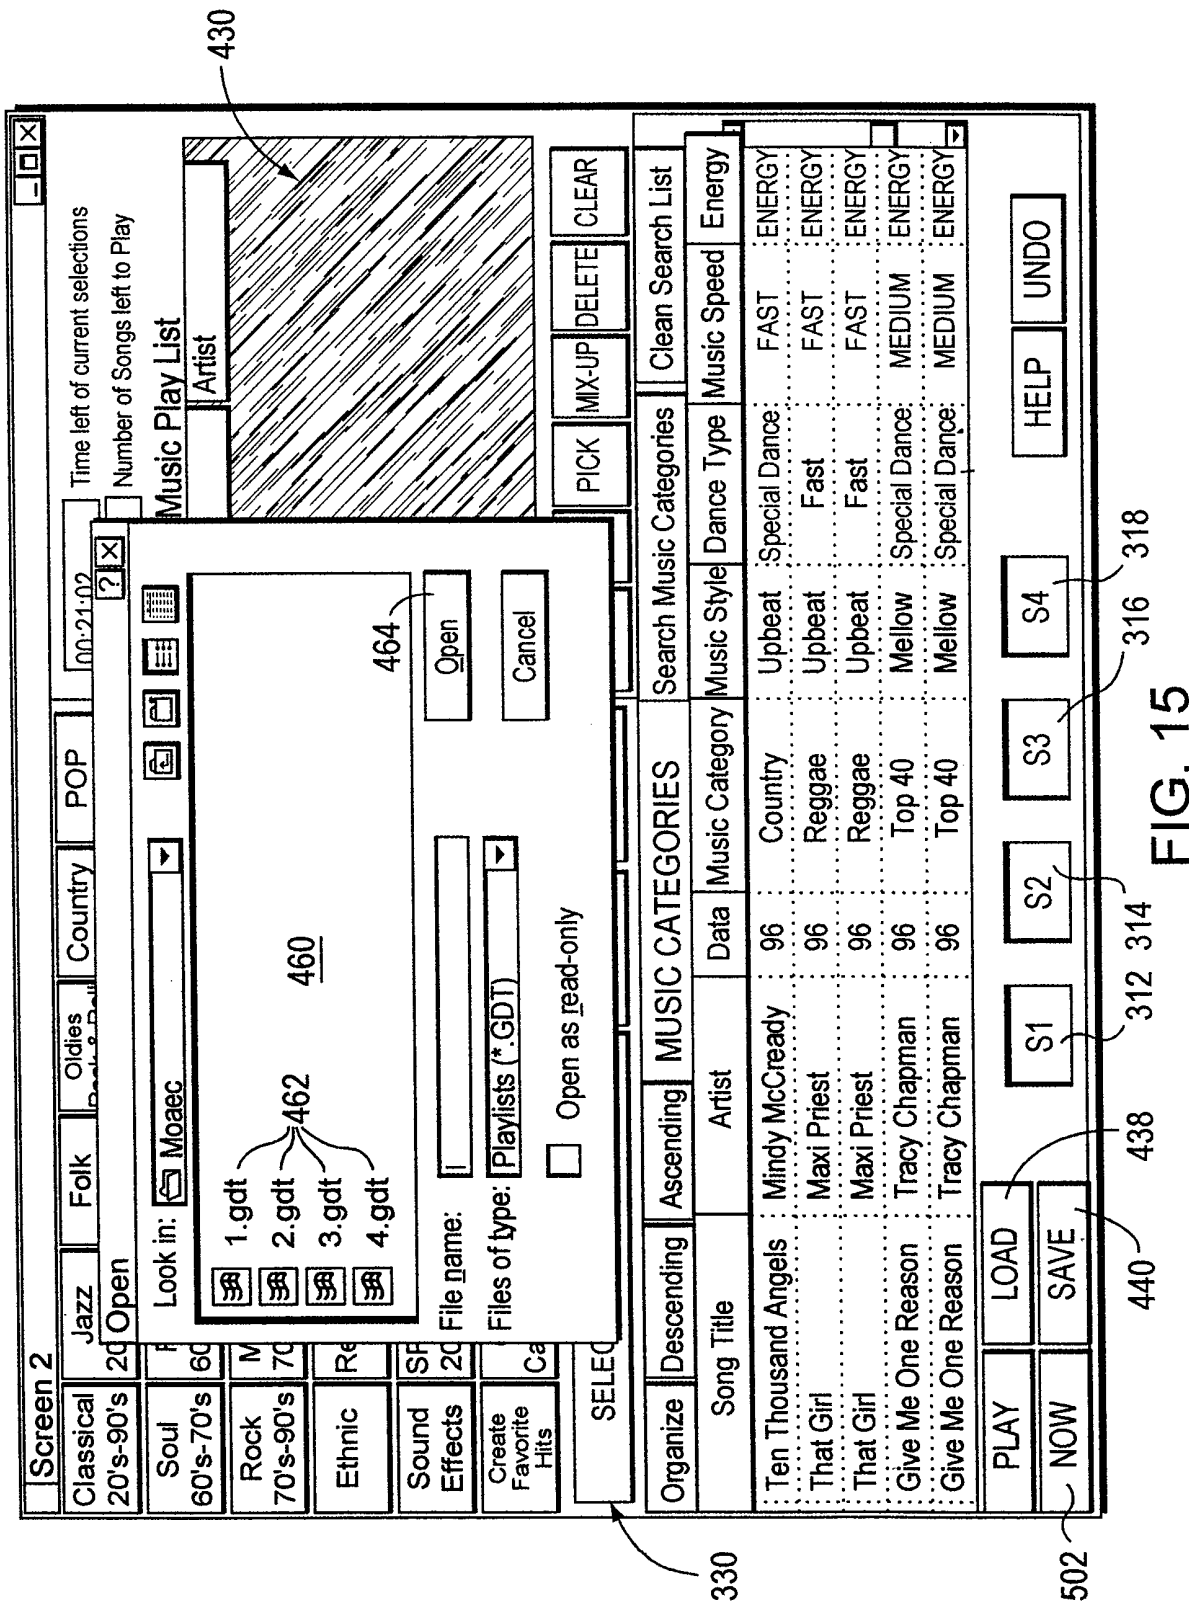 Screen 2
Classical
20's-90's
Jazz
20
Folk
Oldies
Country
POP
00:21:02
Time left of current selections
Number of Songs left to Play
Music Play List
Artist
430
Soul
60's-70's
60
Rock
70's-90's
M
70
Ethnic
Re
Sound
Effects
SF
20
Create
Favorite
Hits
Ca
SELEC
Open
?
Look in:
Moaec
1.gdt
2.gdt
3.gdt
4.gdt
462
460
464
File name:
Open
Files of type:
Playlists (*.GDT)
Cancel
Open as read-only
PICK
MIX-UP
DELETE
CLEAR
330
Organize
Descending
Ascending
MUSIC CATEGORIES
Search Music Categories
Clean Search List
Song Title
Artist
Data
Music Category
Music Style
Dance Type
Music Speed
Energy
Ten Thousand Angels Mindy McCready 96 Country Upbeat Special Dance FAST ENERGY
That Girl Maxi Priest 96 Reggae Upbeat Fast FAST ENERGY
That Girl Maxi Priest 96 Reggae Upbeat Fast FAST ENERGY
Give Me One Reason Tracy Chapman 96 Top 40 Mellow Special Dance MEDIUM ENERGY
Give Me One Reason Tracy Chapman 96 Top 40 Mellow Special Dance MEDIUM ENERGY
PLAY
LOAD
NOW
SAVE
S1
S2
S3
S4
HELP
UNDO
502
440
438
312
314
316
318
FIG. 15